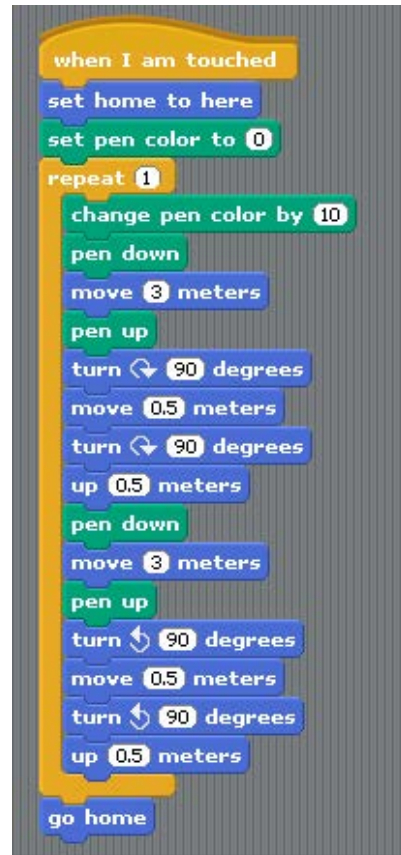 when I am touched
set home to here
set pen color to 0
repeat 1
change pen color by 10
pen down
move 3 meters
pen up
turn 90 degrees
move 0.5 meters
turn 90 degrees
up 0.5 meters
pen down
move 3 meters
pen up
turn 90 degrees
move 0.5 meters
turn 90 degrees
up 0.5 meters
go home